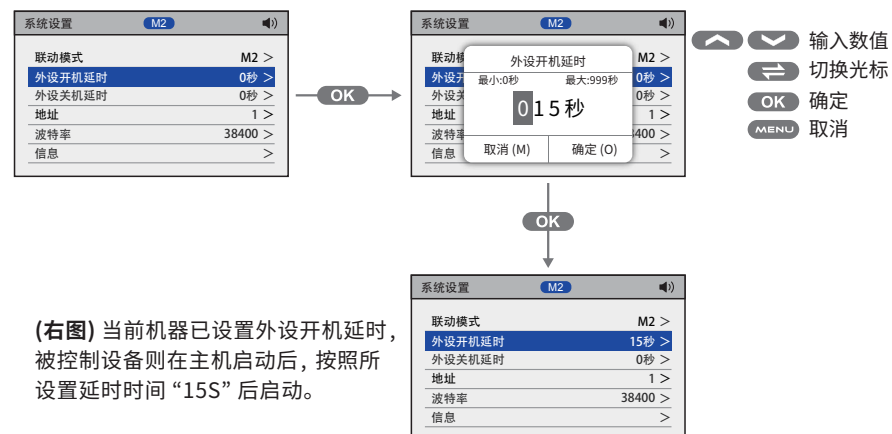 系统设置 M2
联动模式 M2 >
外设开机延时 0秒 >
外设关机延时 0秒 >
地址 1 >
波特率 38400 >
信息 >
OK
系统设置 M2
联动模 M2 >
外设开 0秒 >
外设关 0秒 >
地址 1 >
波特率 8400 >
信息 >
外设开机延时
最小:0秒 最大:999秒
015秒
取消 (M) 确定 (O)
输入数值
切换光标
OK 确定
MENU 取消
OK
系统设置 M2
联动模式 M2 >
外设开机延时 15秒 >
外设关机延时 0秒 >
地址 1 >
波特率 38400 >
信息 >
(右图) 当前机器已设置外设开机延时，
被控制设备则在主机启动后，按照所
设置延时时间 “15S” 后启动。